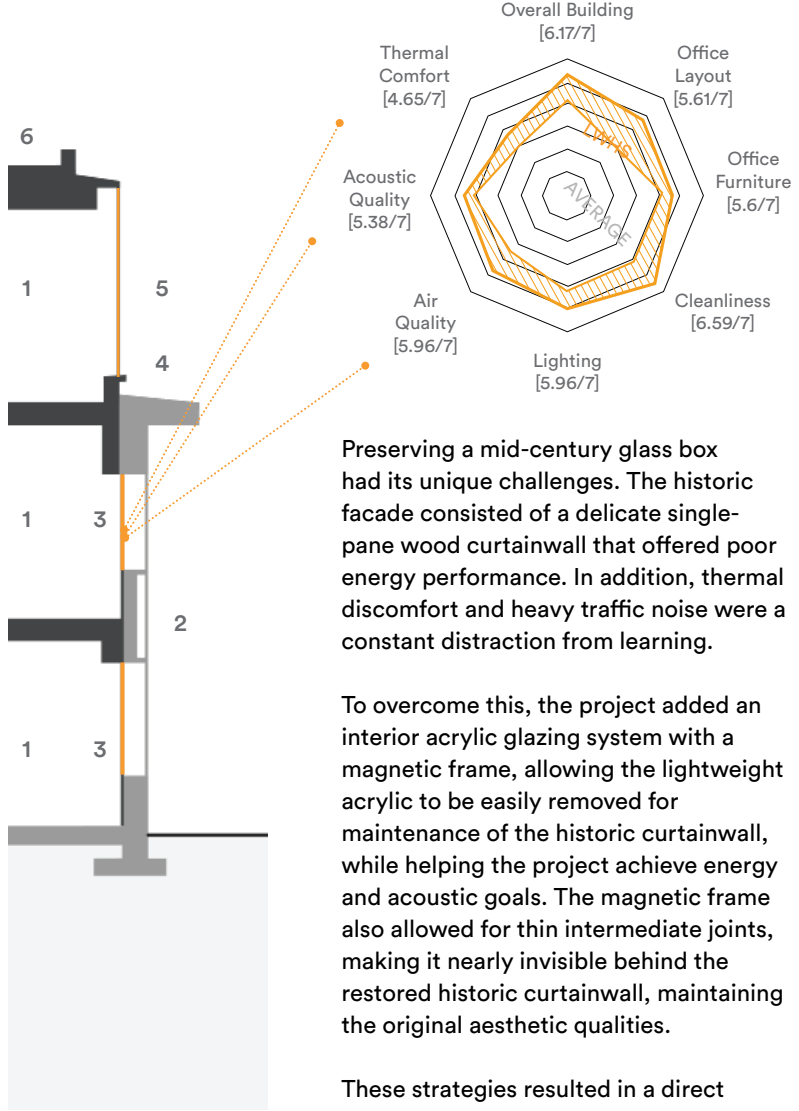 Overall Building
[6.17/7]
Thermal
Comfort
[4.65/7]
Office
Layout
[5.61/7]
Acoustic
Quality
[5.38/7]
Office
Furniture
[5.6/7]
Air
Quality
[5.96/7]
Cleanliness
[6.59/7]
Lighting
[5.96/7]
LWHS
AVERAGE
6
1
5
4
1 3
2
1 3
Preserving a mid-century glass box
had its unique challenges. The historic
facade consisted of a delicate single-
pane wood curtainwall that offered poor
energy performance. In addition, thermal
discomfort and heavy traffic noise were a
constant distraction from learning.
To overcome this, the project added an
interior acrylic glazing system with a
magnetic frame, allowing the lightweight
acrylic to be easily removed for
maintenance of the historic curtainwall,
while helping the project achieve energy
and acoustic goals. The magnetic frame
also allowed for thin intermediate joints,
making it nearly invisible behind the
restored historic curtainwall, maintaining
the original aesthetic qualities.
These strategies resulted in a direct